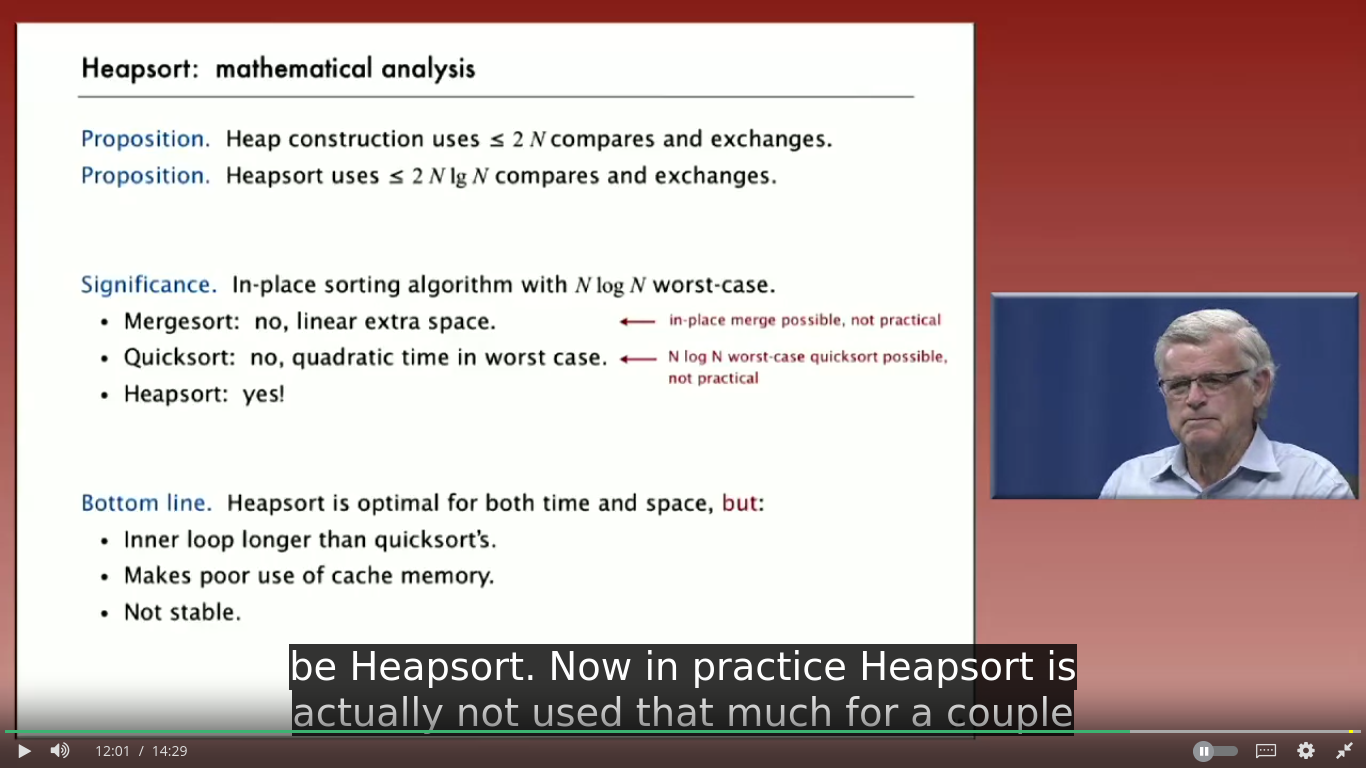 Heapsort: mathematical analysis
Proposition. Heap construction uses ≤ 2 N compares and exchanges.
Proposition. Heapsort uses ≤ 2 N lg N compares and exchanges.
Significance. In-place sorting algorithm with N log N worst-case.
• Mergesort: no, linear extra space. ← in-place merge possible, not practical
• Quicksort: no, quadratic time in worst case. ← N log N worst-case quicksort possible,
not practical
• Heapsort: yes!
Bottom line. Heapsort is optimal for both time and space, but:
• Inner loop longer than quicksort's.
• Makes poor use of cache memory.
• Not stable.
be Heapsort. Now in practice Heapsort is
actually not used that much for a couple
12:01 / 14:29